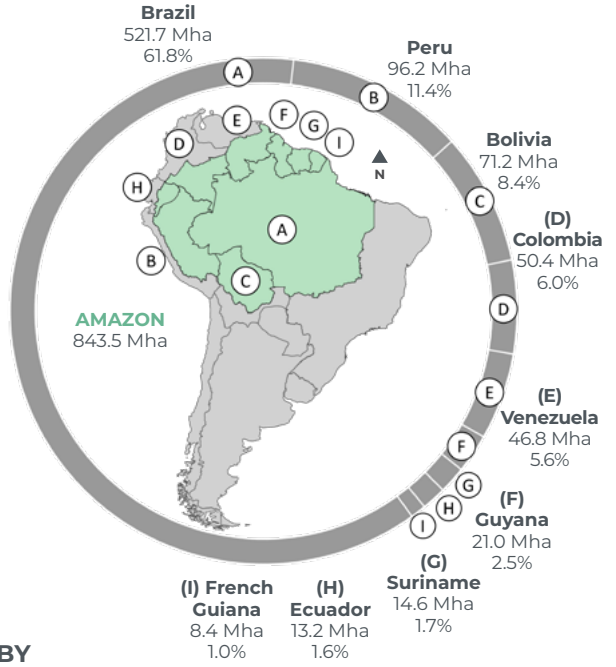 Brazil
521.7 Mha
61.8%
Peru
96.2 Mha
11.4%
Bolivia
71.2 Mha
8.4%
(D)
Colombia
50.4 Mha
6.0%
(E)
Venezuela
46.8 Mha
5.6%
(F)
Guyana
21.0 Mha
2.5%
(G)
Suriname
14.6 Mha
1.7%
(H)
Ecuador
13.2 Mha
1.6%
(I) French
Guiana
8.4 Mha
1.0%
A
B
C
D
E
F
G
H
I
D
E
F
G
I
H
A
B
C
N
AMAZON
843.5 Mha
BY